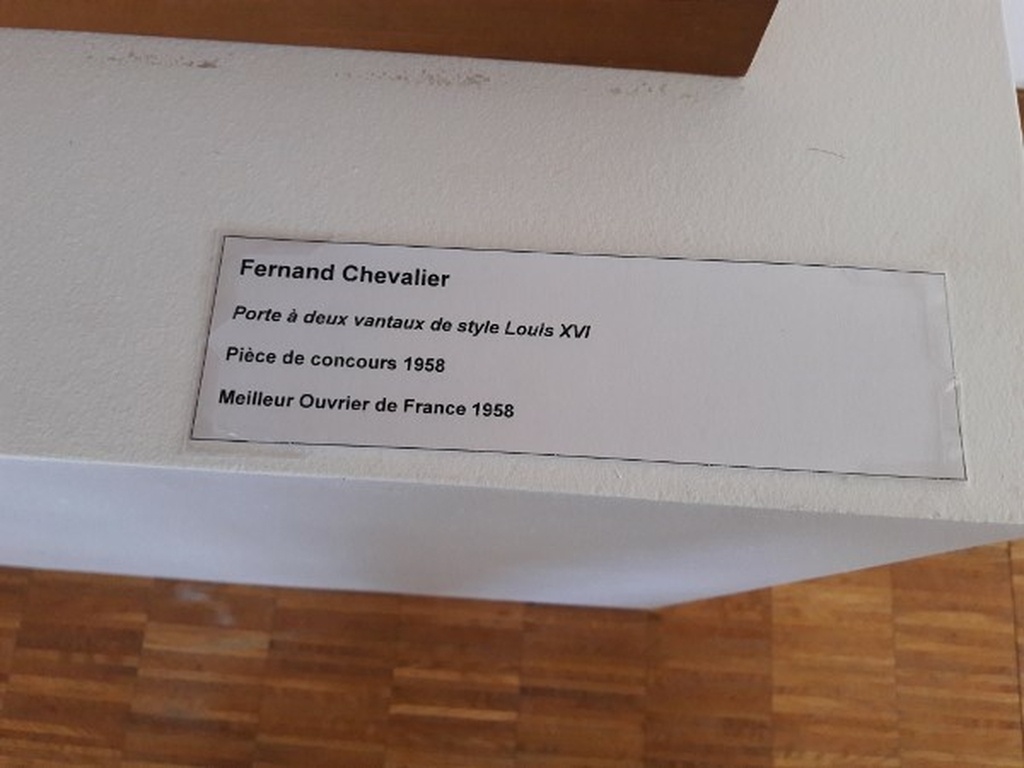 Fernand Chevalier
Porte à deux vantaux de style Louis XVI
Pièce de concours 1958
Meilleur Ouvrier de France 1958